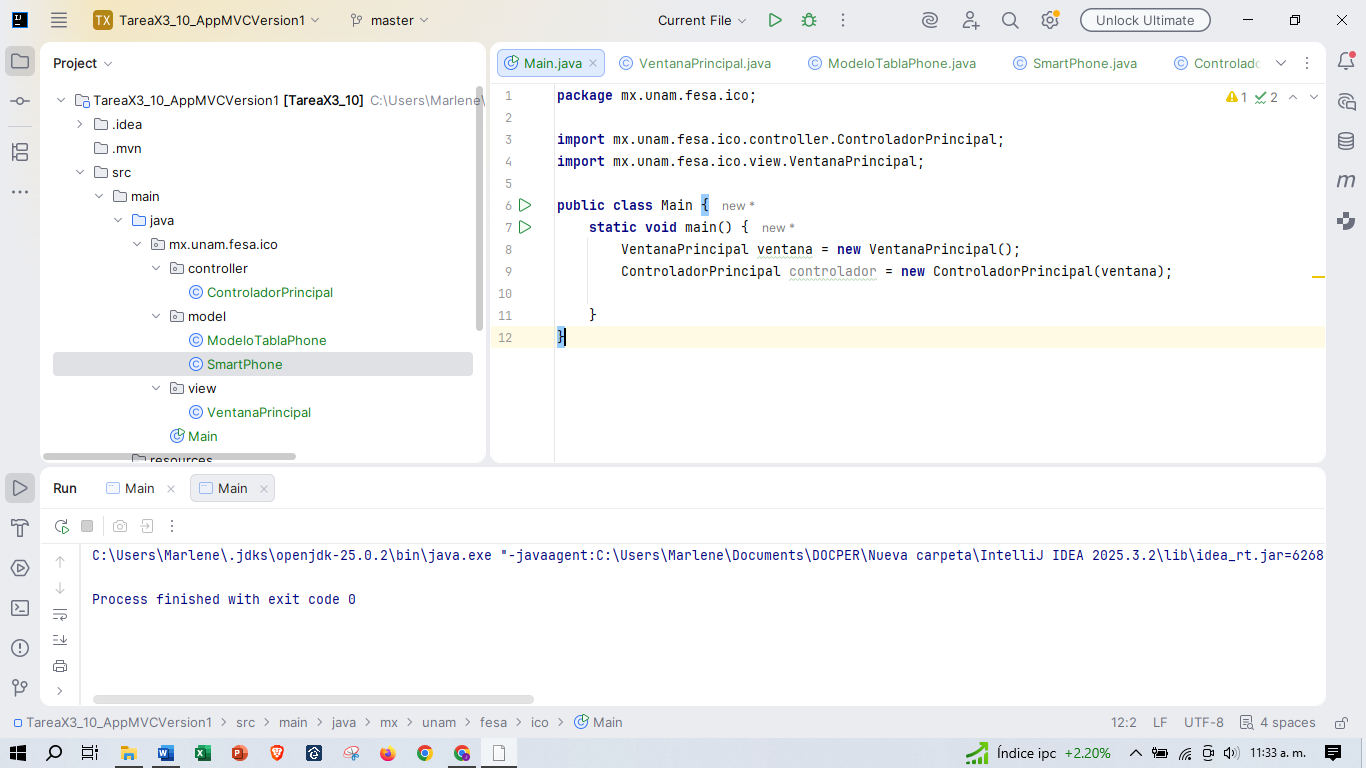 TX TareaX3_10_AppMVCVersion1 master Current File Unlock Ultimate
Project
TareaX3_10_AppMVCVersion1 [TareaX3_10] C:\Users\Marlene\
.idea
.mvn
src
main
java
mx.unam.fesa.ico
controller
ControladorPrincipal
model
ModeloTablaPhone
SmartPhone
view
VentanaPrincipal
Main
resources
Main.java VentanaPrincipal.java ModeloTablaPhone.java SmartPhone.java Controlado
1 package mx.unam.fesa.ico; 1 2
2
3 import mx.unam.fesa.ico.controller.ControladorPrincipal;
4 import mx.unam.fesa.ico.view.VentanaPrincipal;
5
6 public class Main { new *
7 static void main() { new *
8 VentanaPrincipal ventana = new VentanaPrincipal();
9 ControladorPrincipal controlador = new ControladorPrincipal(ventana);
10
11 }
12 }
Run Main Main
C:\Users\Marlene\.jdks\openjdk-25.0.2\bin\java.exe "-javaagent:C:\Users\Marlene\Documents\DOCPER\Nueva carpeta\IntelliJ IDEA 2025.3.2\lib\idea_rt.jar=6268
Process finished with exit code 0
TareaX3_10_AppMVCVersion1 > src > main > java > mx > unam > fesa > ico > Main 12:2 LF UTF-8 4 spaces
Índice ipc +2.20% 11:33 a. m.